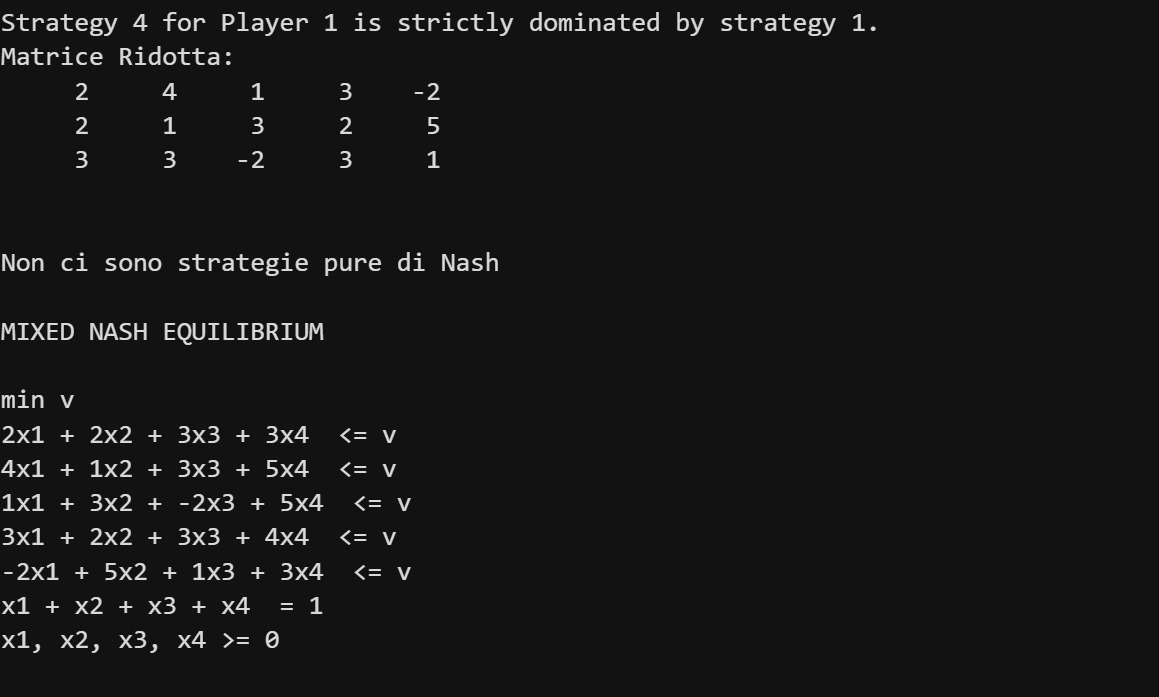 Strategy 4 for Player 1 is strictly dominated by strategy 1.
Matrice Ridotta:
2 4 1 3 -2
2 1 3 2 5
3 3 -2 3 1
Non ci sono strategie pure di Nash
MIXED NASH EQUILIBRIUM
min v
2x1 + 2x2 + 3x3 + 3x4 <= v
4x1 + 1x2 + 3x3 + 5x4 <= v
1x1 + 3x2 + -2x3 + 5x4 <= v
3x1 + 2x2 + 3x3 + 4x4 <= v
-2x1 + 5x2 + 1x3 + 3x4 <= v
x1 + x2 + x3 + x4 = 1
x1, x2, x3, x4 >= 0